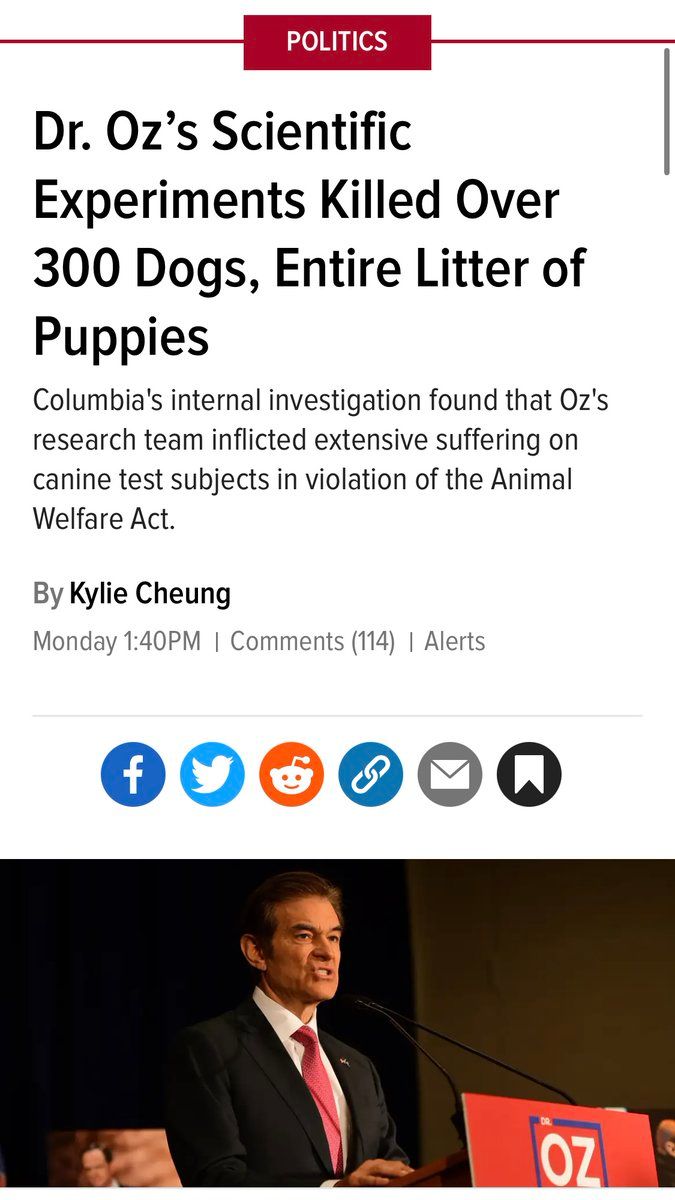 POLITICS
Dr. Oz’s Scientific
Experiments Killed Over
300 Dogs, Entire Litter of
Puppies
Columbia's internal investigation found that Oz's
research team inflicted extensive suffering on
canine test subjects in violation of the Animal
Welfare Act.
By Kylie Cheung
Monday 1:40PM | Comments (114) | Alerts
DR.
OZ